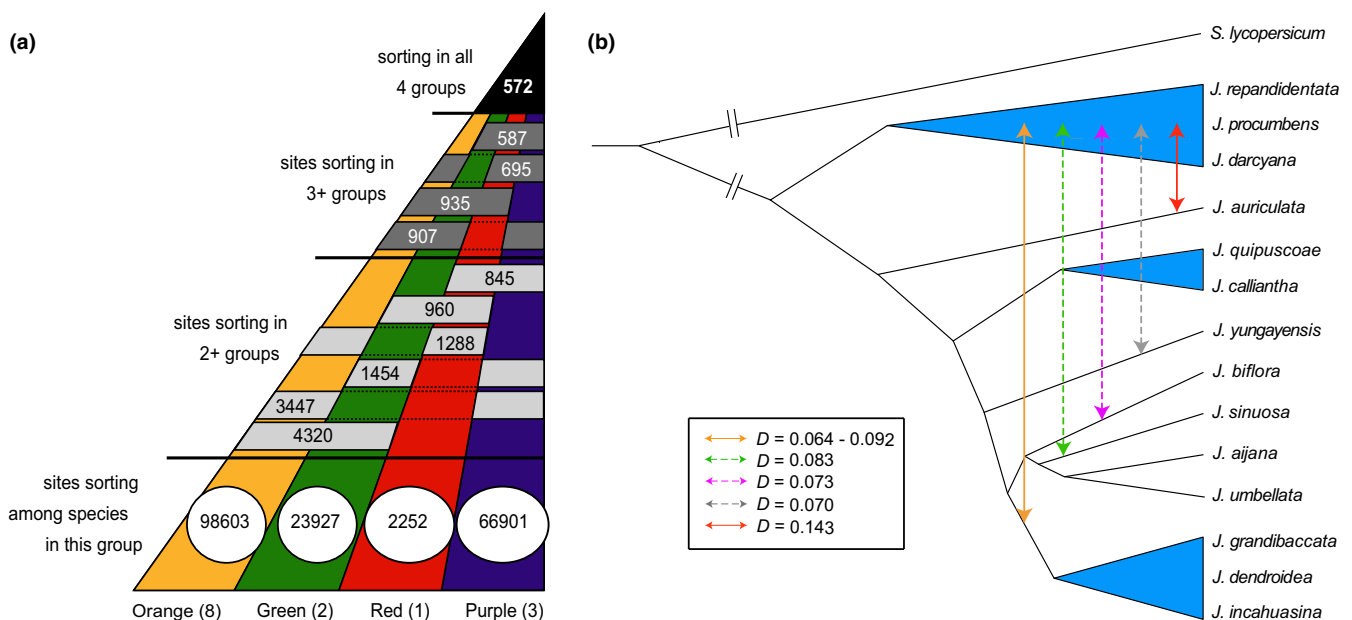 (a)
sorting in all
4 groups
572
587
sites sorting in
3+ groups
695
935
907
845
960
sites sorting in
2+ groups
1288
1454
3447
4320
sites sorting
among species
in this group
98603
23927
2252
66901
Orange (8)
Green (2)
Red (1)
Purple (3)
(b)
S. lycopersicum
J. repandidentata
J. procumbens
J. darcyana
J. auriculata
J. quipuscoae
J. calliantha
J. yungayensis
J. biflora
J. sinuosa
J. aijana
J. umbellata
J. grandibaccata
J. dendroidea
J. incahuasina
D = 0.064 - 0.092
D = 0.083
D = 0.073
D = 0.070
D = 0.143